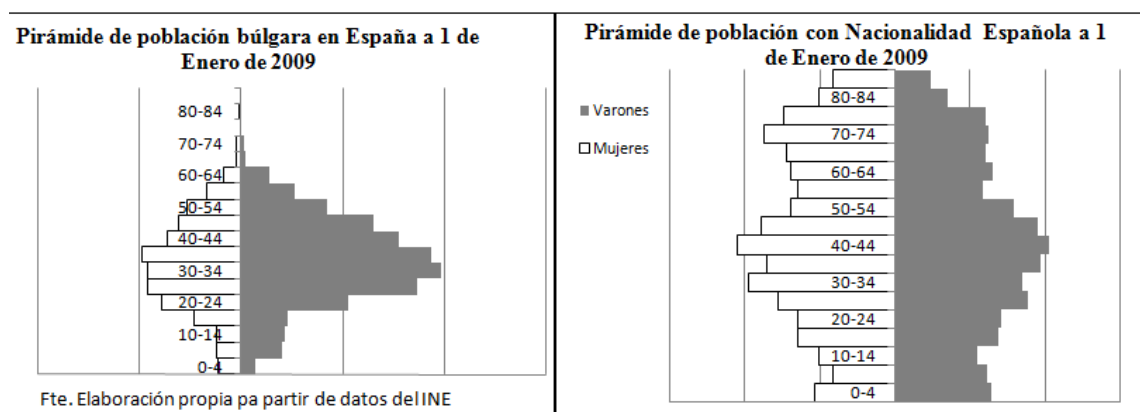 Pirámide de población búlgara en España a 1 de
Enero de 2009
80-84
70-74
60-64
50-54
40-44
30-34
20-24
10-14
0-4
Fte. Elaboración propia pa partir de datos del INE
Pirámide de población con Nacionalidad Española a 1
de Enero de 2009
Varones
Mujeres
80-84
70-74
60-64
50-54
40-44
30-34
20-24
10-14
0-4